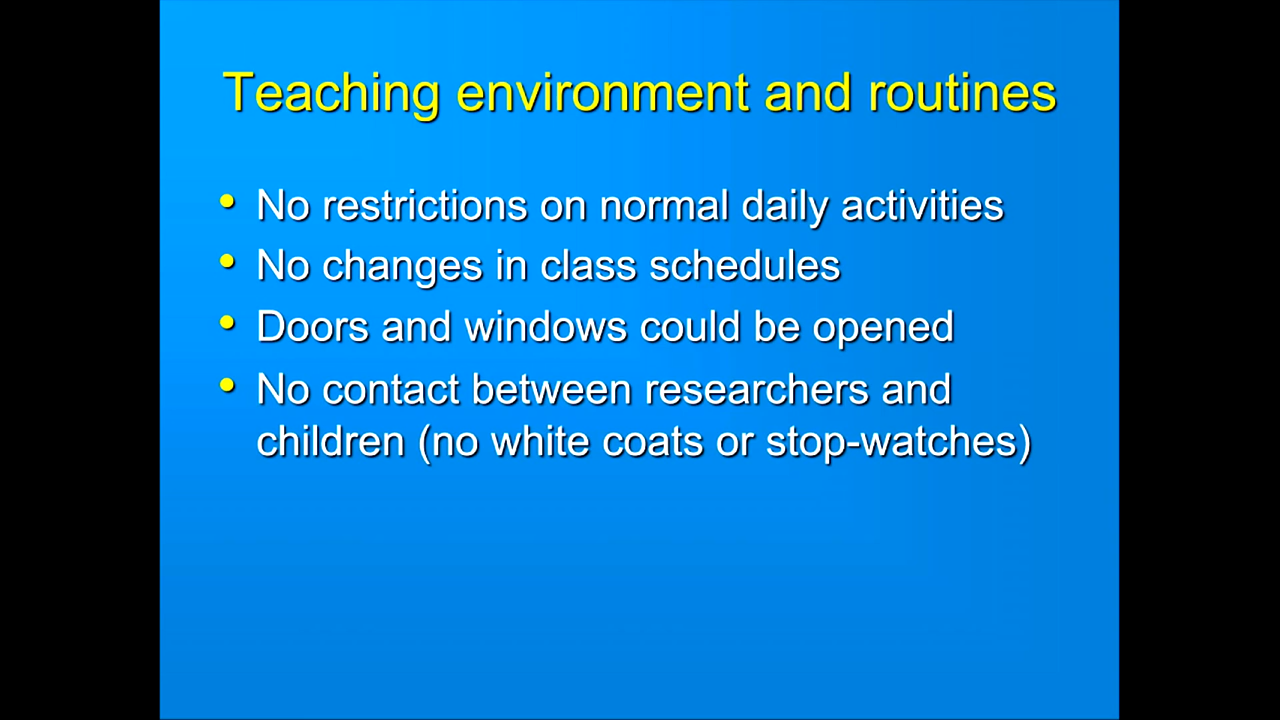 Teaching environment and routines
• No restrictions on normal daily activities
• No changes in class schedules
• Doors and windows could be opened
• No contact between researchers and
children (no white coats or stop-watches)